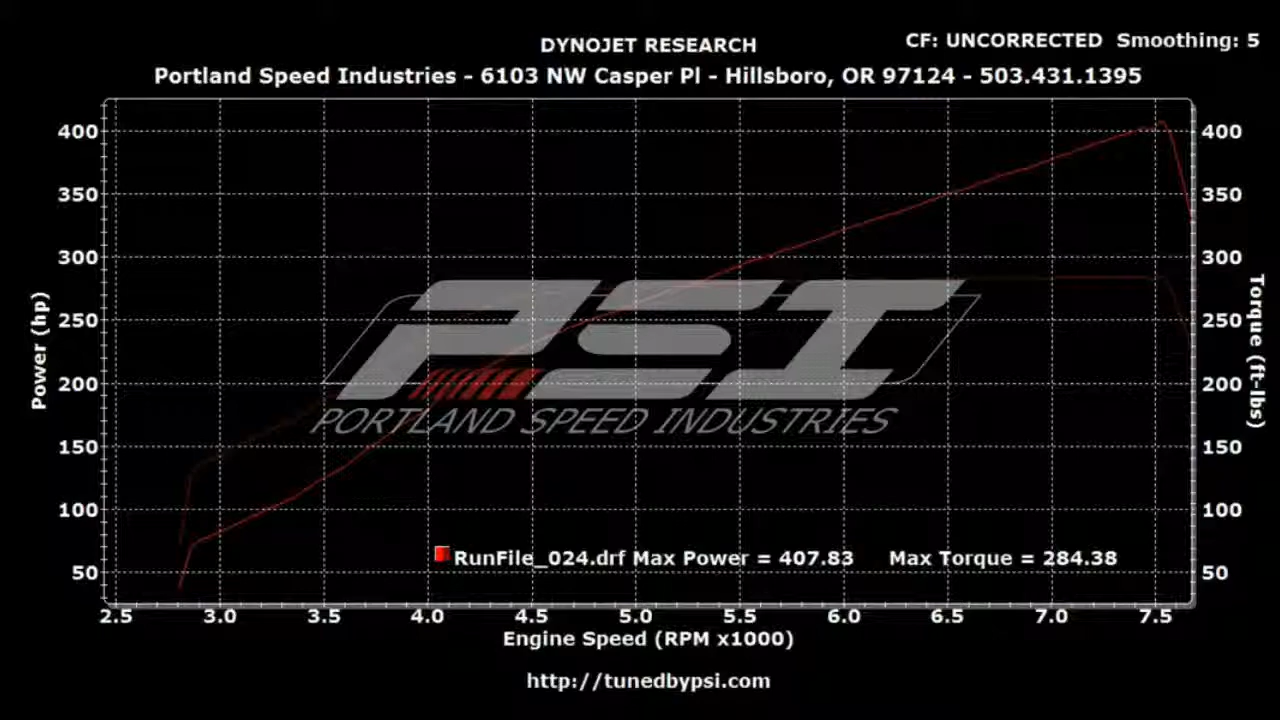 DYNOJET RESEARCH
CF: UNCORRECTED Smoothing: 5
Portland Speed Industries - 6103 NW Casper Pl - Hillsboro, OR 97124 - 503.431.1395
400
350
300
250
200
150
100
50
Power (hp)
PSI
PORTLAND SPEED INDUSTRIES
RunFile_024.drf Max Power = 407.83 Max Torque = 284.38
400
350
300
250
200
150
100
50
Torque (ft-lbs)
2.5 3.0 3.5 4.0 4.5 5.0 5.5 6.0 6.5 7.0 7.5
Engine Speed (RPM x1000)
http://tunedbypsi.com